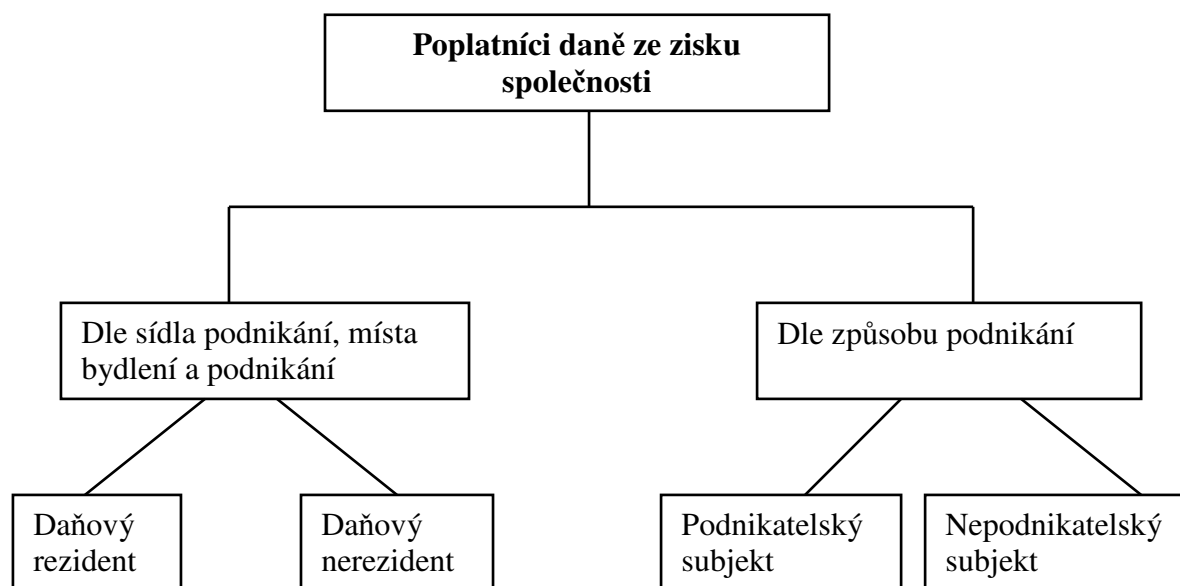 Poplatníci daně ze zisku
společnosti
Dle sídla podnikání, místa
bydlení a podnikání
Dle způsobu podnikání
Daňový
rezident
Daňový
nerezident
Podnikatelský
subjekt
Nepodnikatelský
subjekt